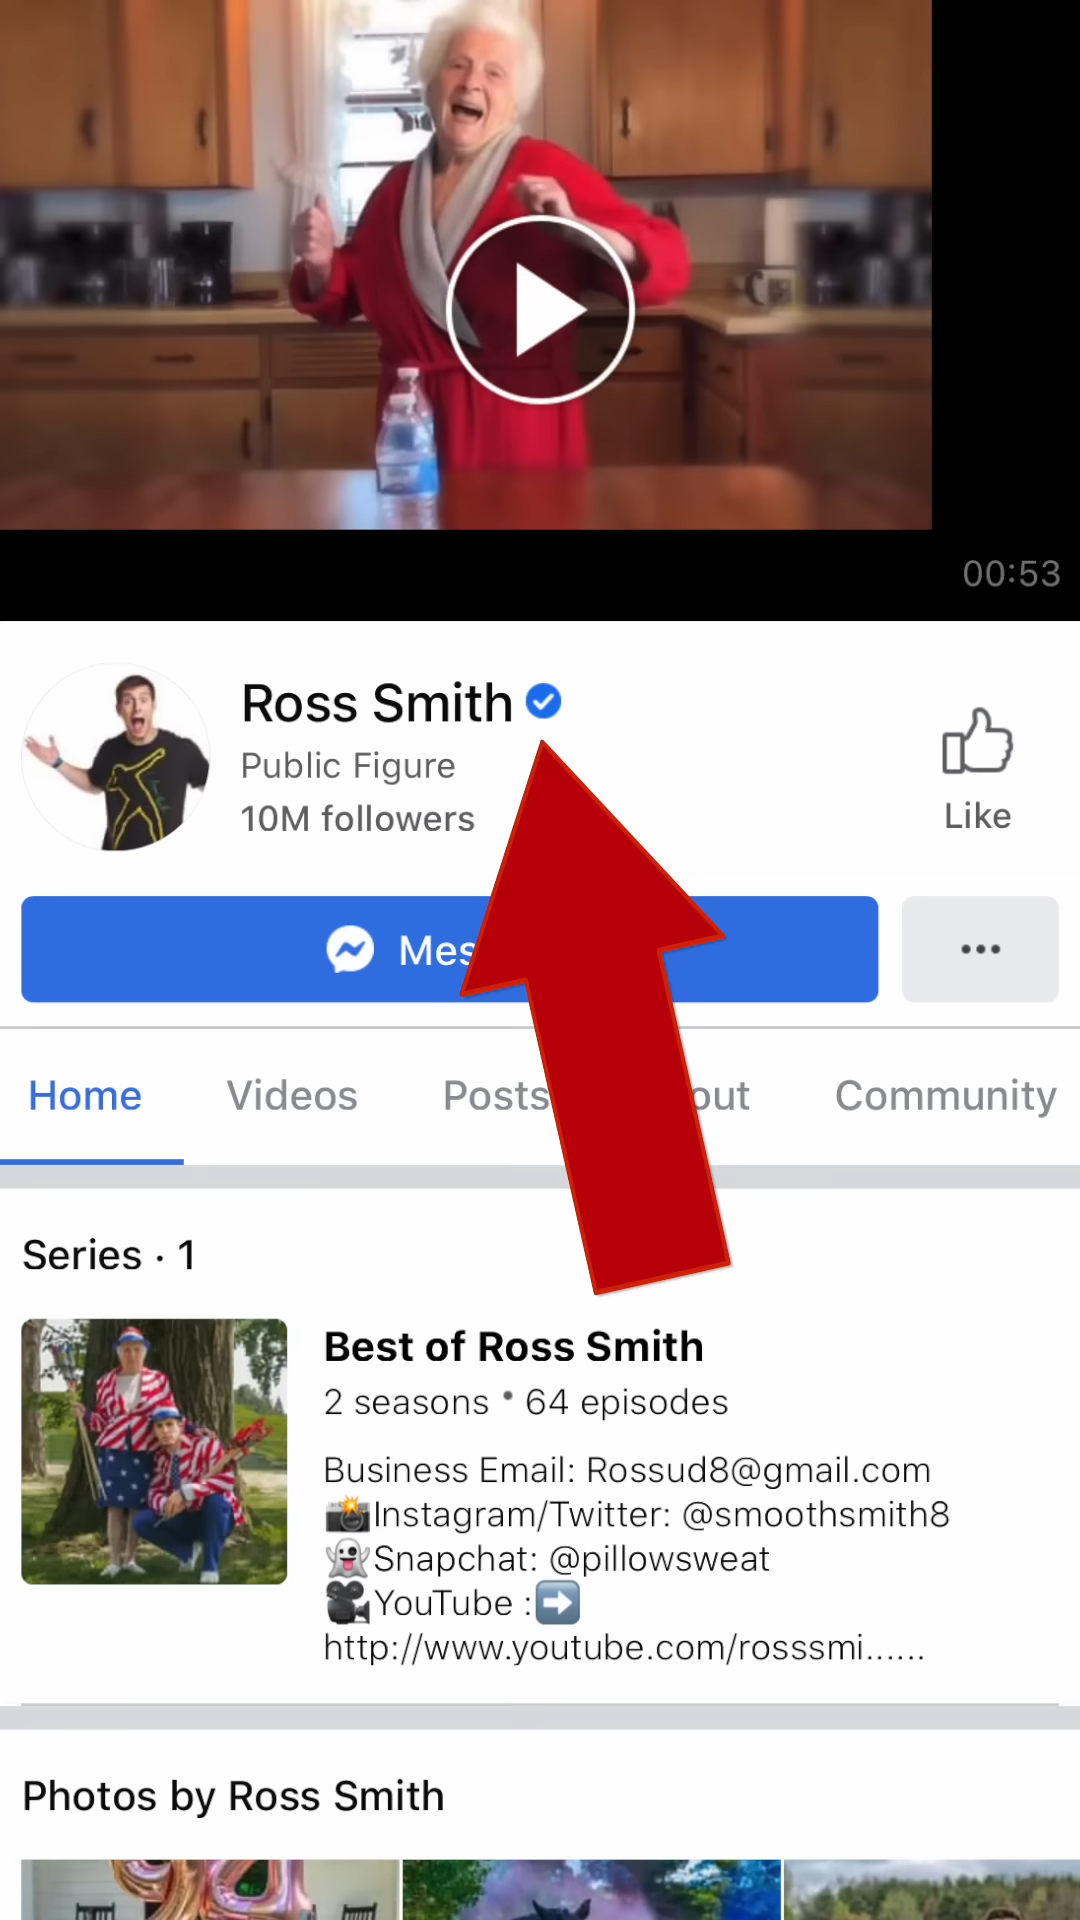 00:53
Ross Smith
Public Figure
10M followers
Like
Home
Videos
Posts
Community
Series · 1
Best of Ross Smith
2 seasons • 64 episodes
Business Email: Rossud8@gmail.com
📸Instagram/Twitter: @smoothsmith8
👻Snapchat: @pillowsweat
🎥YouTube :➡️
http://www.youtube.com/rosssmi......
Photos by Ross Smith